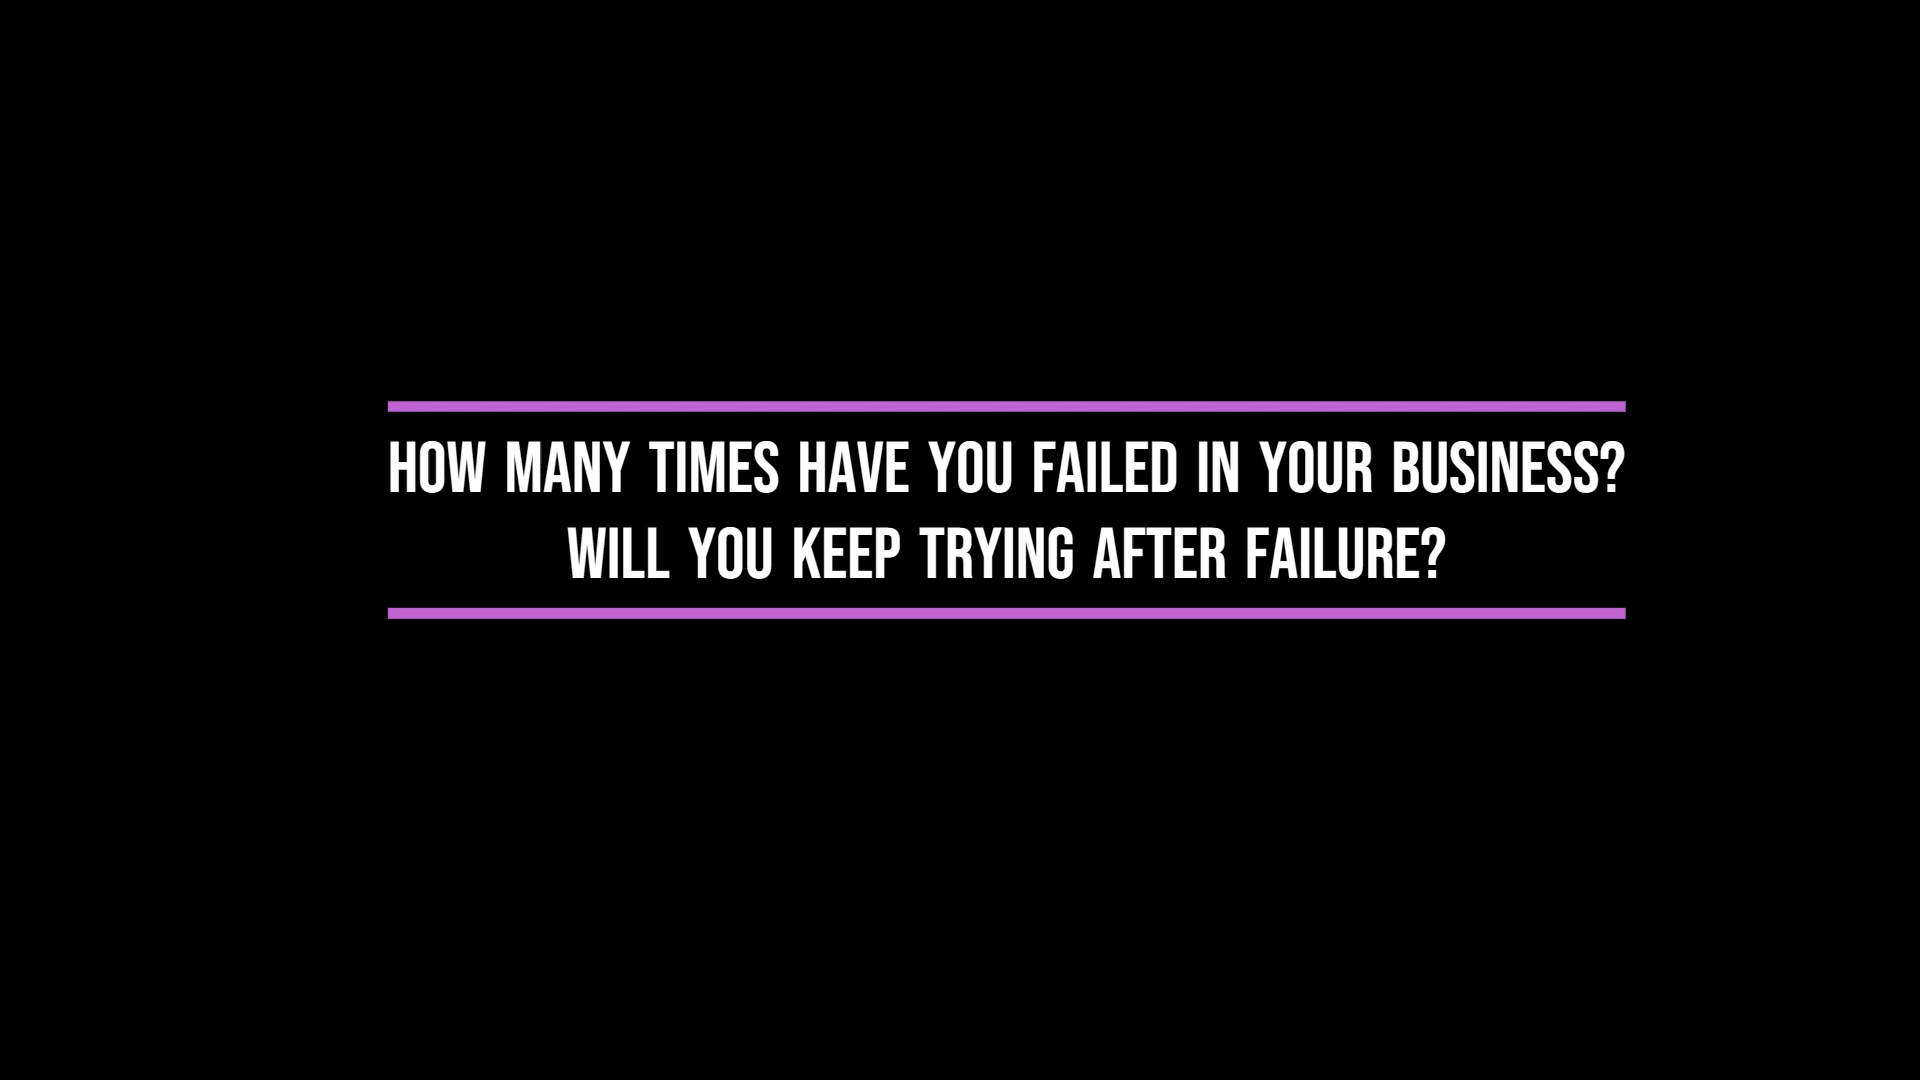 HOW MANY TIMES HAVE YOU FAILED IN YOUR BUSINESS?
WILL YOU KEEP TRYING AFTER FAILURE?